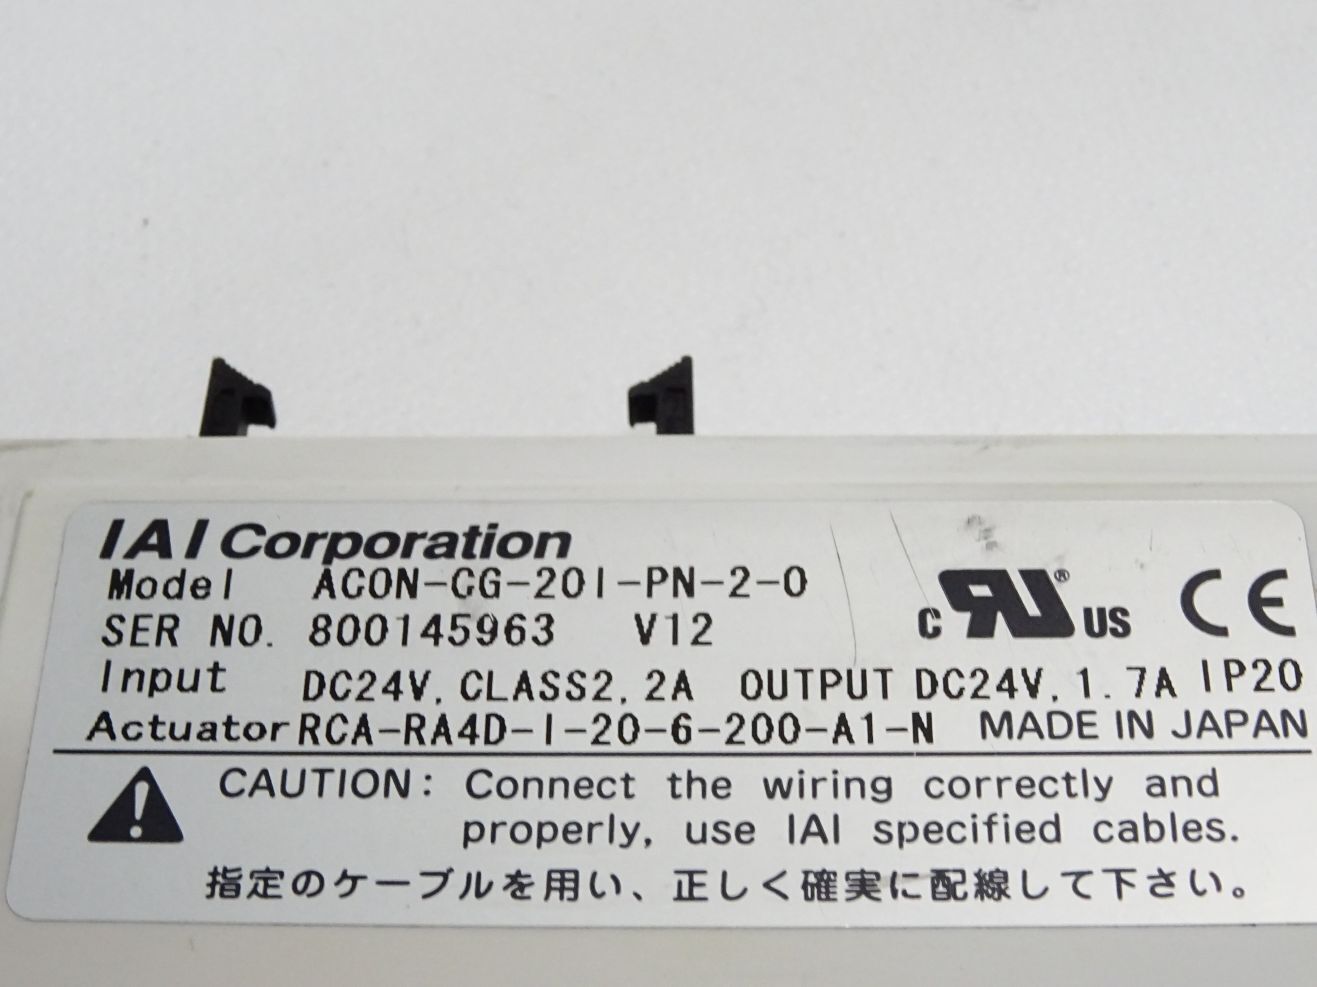 IAI Corporation
Model ACON-CG-20I-PN-2-0
SER NO. 800145963 V12
Input DC24V, CLASS2, 2A OUTPUT DC24V, 1.7A IP20
Actuator RCA-RA4D-I-20-6-200-A1-N MADE IN JAPAN
C RU® US CE
CAUTION: Connect the wiring correctly and
properly, use IAI specified cables.
指定のケーブルを用い、正しく確実に配線して下さい。